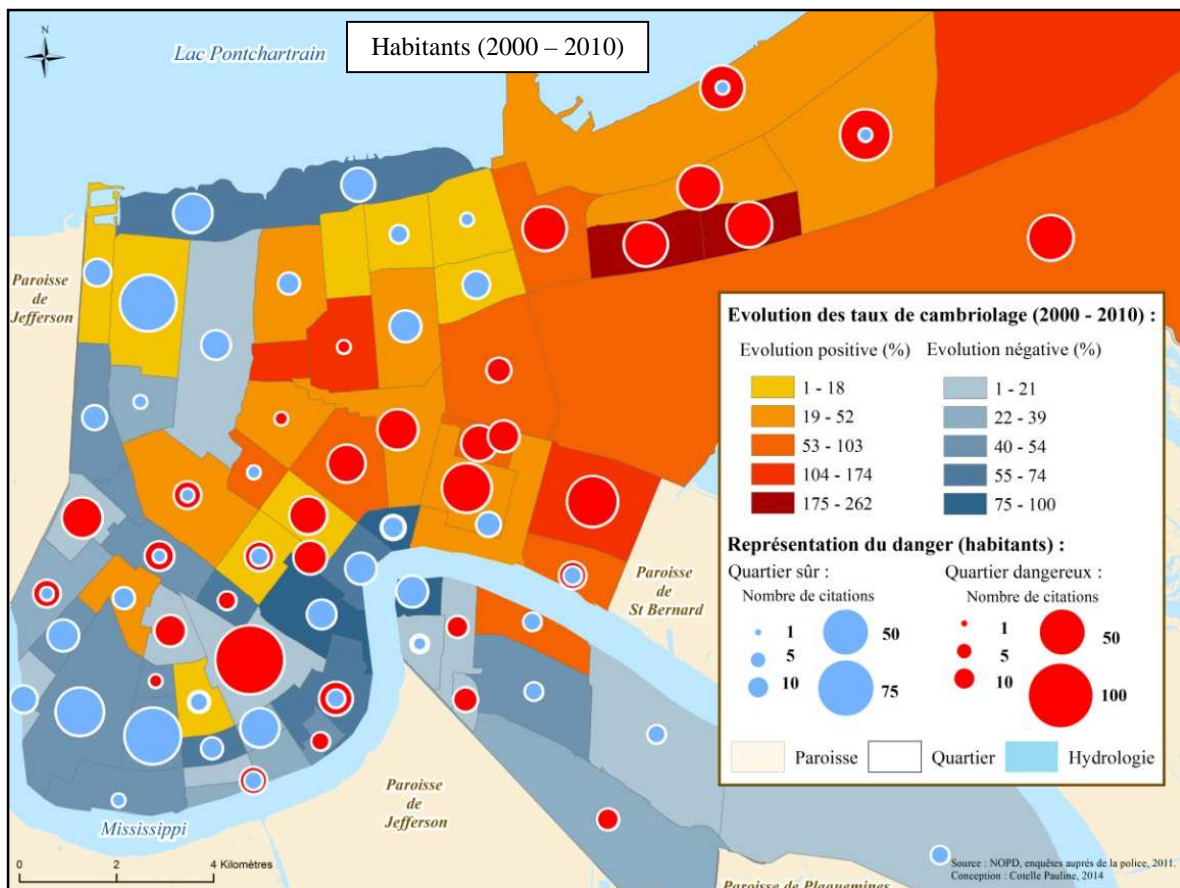 N
Lac Pontchartrain
Habitants (2000 – 2010)
Paroisse
de
Jefferson
Evolution des taux de cambriolage (2000 - 2010) :
Evolution positive (%)
Evolution négative (%)
1 - 18
1 - 21
19 - 52
22 - 39
53 - 103
40 - 54
104 - 174
55 - 74
175 - 262
75 - 100
Représentation du danger (habitants) :
Quartier sûr :
Quartier dangereux :
Nombre de citations
Nombre de citations
1
50
1
50
5
5
10
75
10
100
Paroisse
Quartier
Hydrologie
Paroisse
de
St Bernard
Paroisse
de
Jefferson
Mississippi
0 2 4 Kilomètres
Source : NOPD, enquêtes auprés de la police, 2011.
Conception : Cotelle Pauline, 2014
Paroisse de Plaquemines